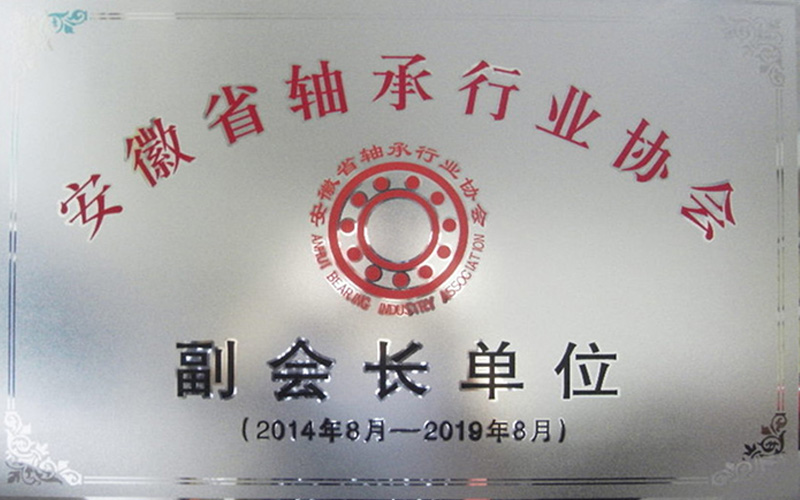 安徽省轴承行业协会
安徽省轴承行业协会
ANHUI BEARING INDUSTRY ASSOCIATION
副会长单位
(2014年8月—2019年8月)